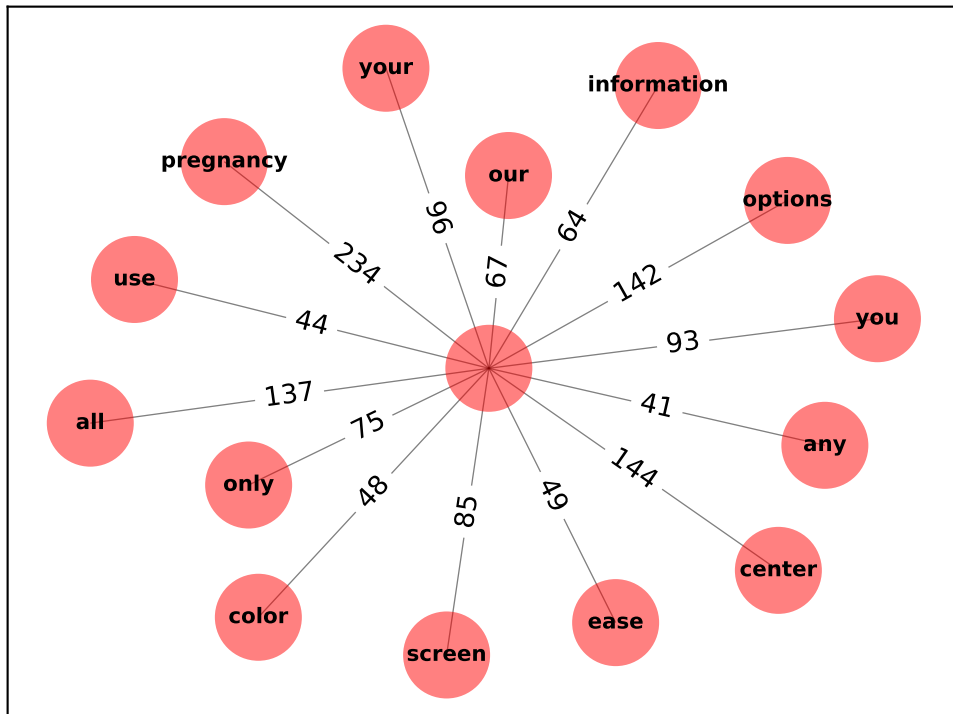 your
information
pregnancy
our
options
96
64
234
67
142
use
44
you
93
137
75
41
all
any
48
144
only
85
49
center
color
ease
screen